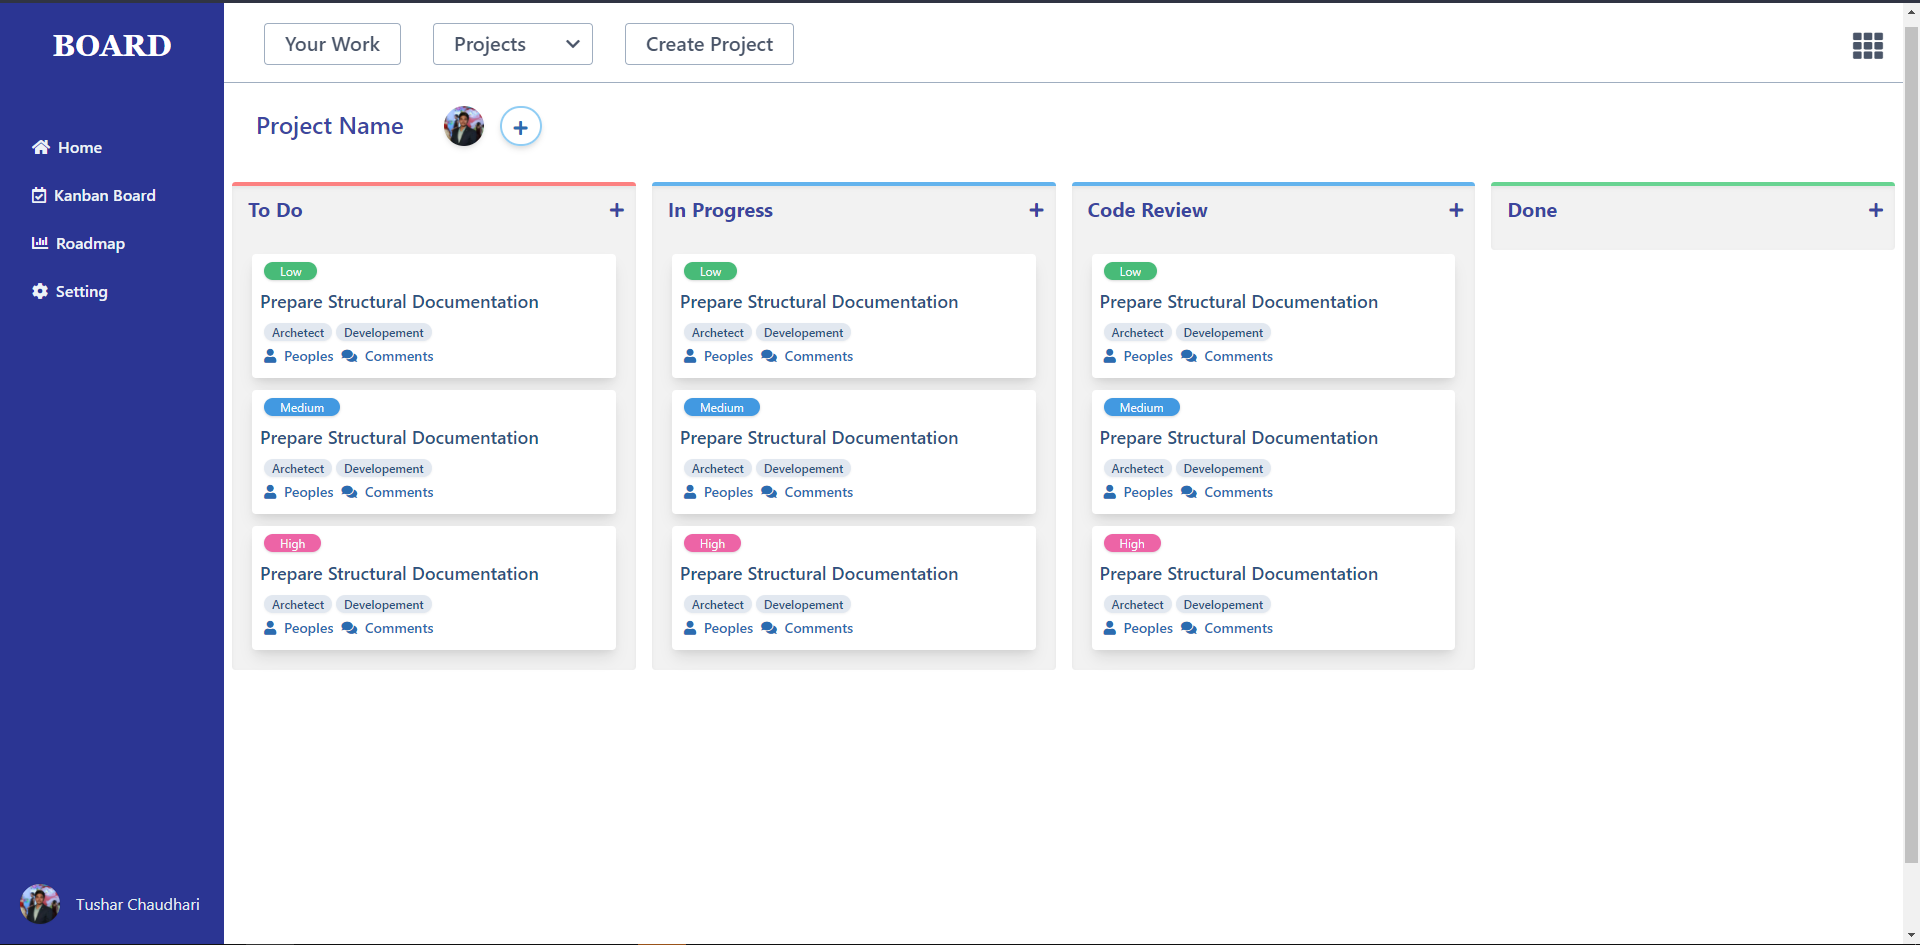 BOARD
Your Work
Projects
Create Project
Home
Kanban Board
Roadmap
Setting
Tushar Chaudhari
Project Name
To Do
Low
Prepare Structural Documentation
Archetect Developement
Peoples Comments
Medium
Prepare Structural Documentation
Archetect Developement
Peoples Comments
High
Prepare Structural Documentation
Archetect Developement
Peoples Comments
In Progress
Low
Prepare Structural Documentation
Archetect Developement
Peoples Comments
Medium
Prepare Structural Documentation
Archetect Developement
Peoples Comments
High
Prepare Structural Documentation
Archetect Developement
Peoples Comments
Code Review
Low
Prepare Structural Documentation
Archetect Developement
Peoples Comments
Medium
Prepare Structural Documentation
Archetect Developement
Peoples Comments
High
Prepare Structural Documentation
Archetect Developement
Peoples Comments
Done